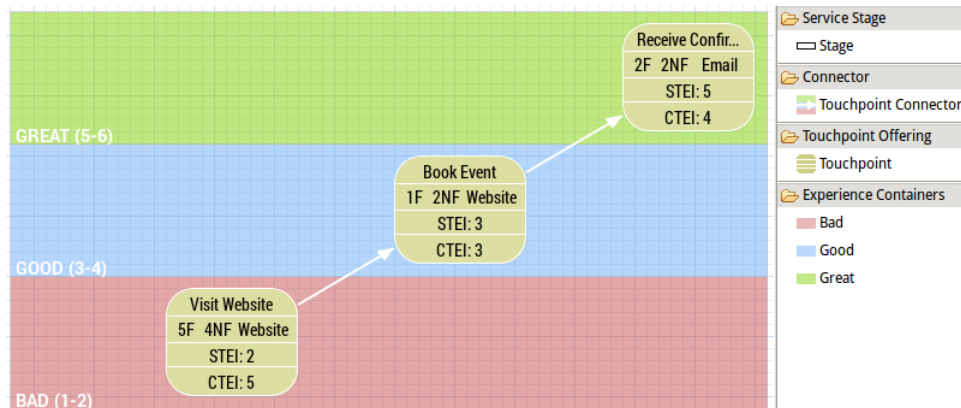 Receive Confir...
2F 2NF Email
STEI: 5
CTEI: 4
GREAT (5-6)
Book Event
1F 2NF Website
STEI: 3
CTEI: 3
GOOD (3-4)
Visit Website
5F 4NF Website
STEI: 2
CTEI: 5
BAD (1-2)
Service Stage
Stage
Connector
Touchpoint Connector
Touchpoint Offering
Touchpoint
Experience Containers
Bad
Good
Great